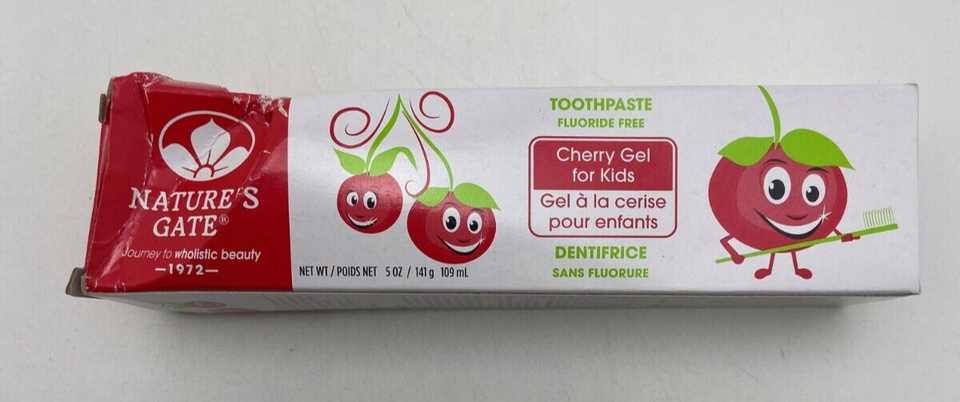 NATURE'S
GATE®
Journey to wholistic beauty
—1972—
NET WT / POIDS NET 5 OZ / 141 g 109 mL
TOOTHPASTE
FLUORIDE FREE
Cherry Gel
for Kids
Gel à la cerise
pour enfants
DENTIFRICE
SANS FLUORURE